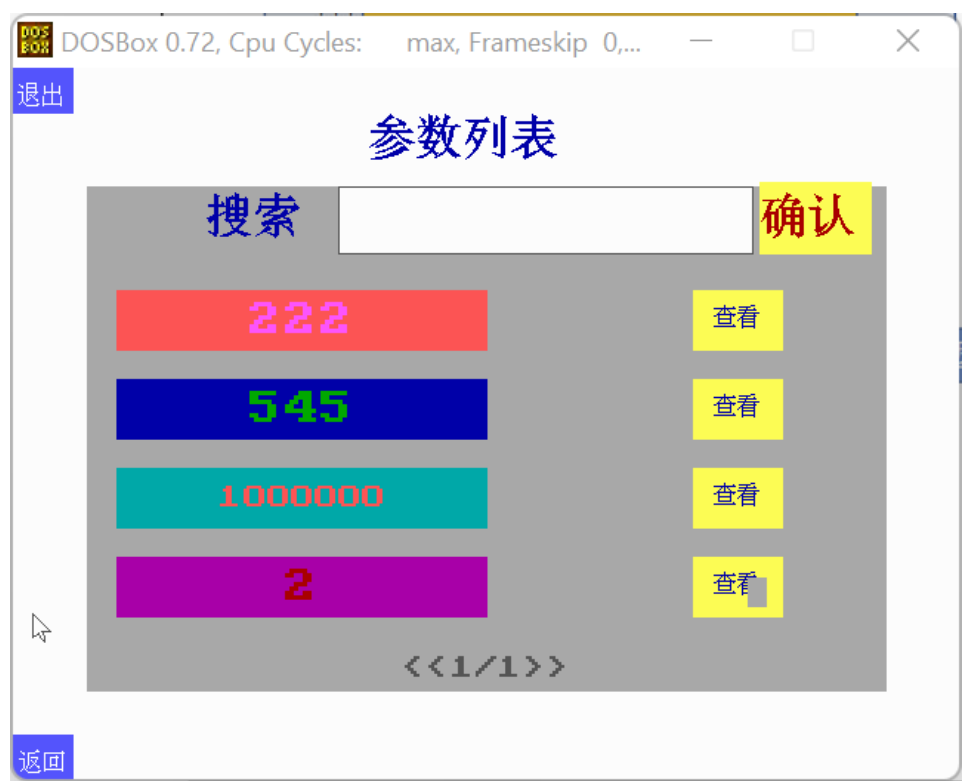 DOSBox 0.72, Cpu Cycles: max, Frameskip 0,...
退出
参数列表
搜索 确认
222 查看
545 查看
1000000 查看
2 查看
<<1/1>>
返回